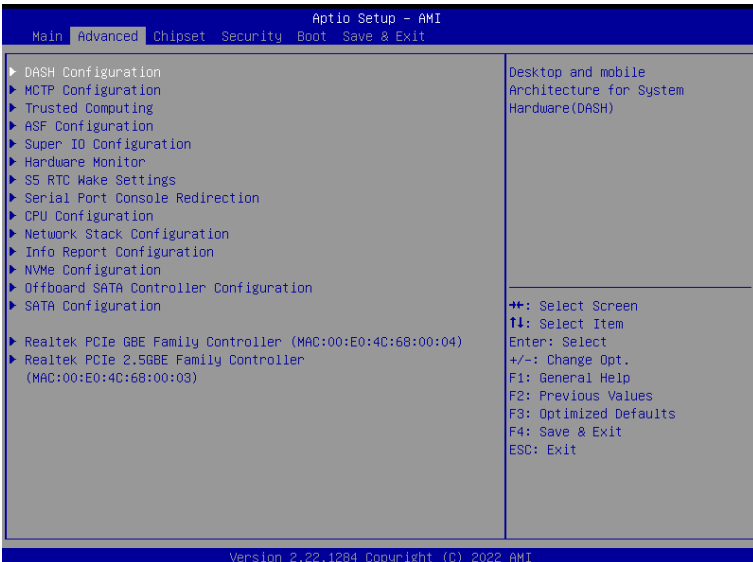 Aptio Setup – AMI
Main Advanced Chipset Security Boot Save & Exit
DASH Configuration
MCTP Configuration
Trusted Computing
ASF Configuration
Super IO Configuration
Hardware Monitor
S5 RTC Wake Settings
Serial Port Console Redirection
CPU Configuration
Network Stack Configuration
Info Report Configuration
NVMe Configuration
Offboard SATA Controller Configuration
SATA Configuration
Realtek PCIe GBE Family Controller (MAC:00:E0:4C:68:00:04)
Realtek PCIe 2.5GBE Family Controller
(MAC:00:E0:4C:68:00:03)
Desktop and mobile
Architecture for System
Hardware(DASH)
→←: Select Screen
↑↓: Select Item
Enter: Select
+/-: Change Opt.
F1: General Help
F2: Previous Values
F3: Optimized Defaults
F4: Save & Exit
ESC: Exit
Version 2.22.1284 Copyright (C) 2022 AMI